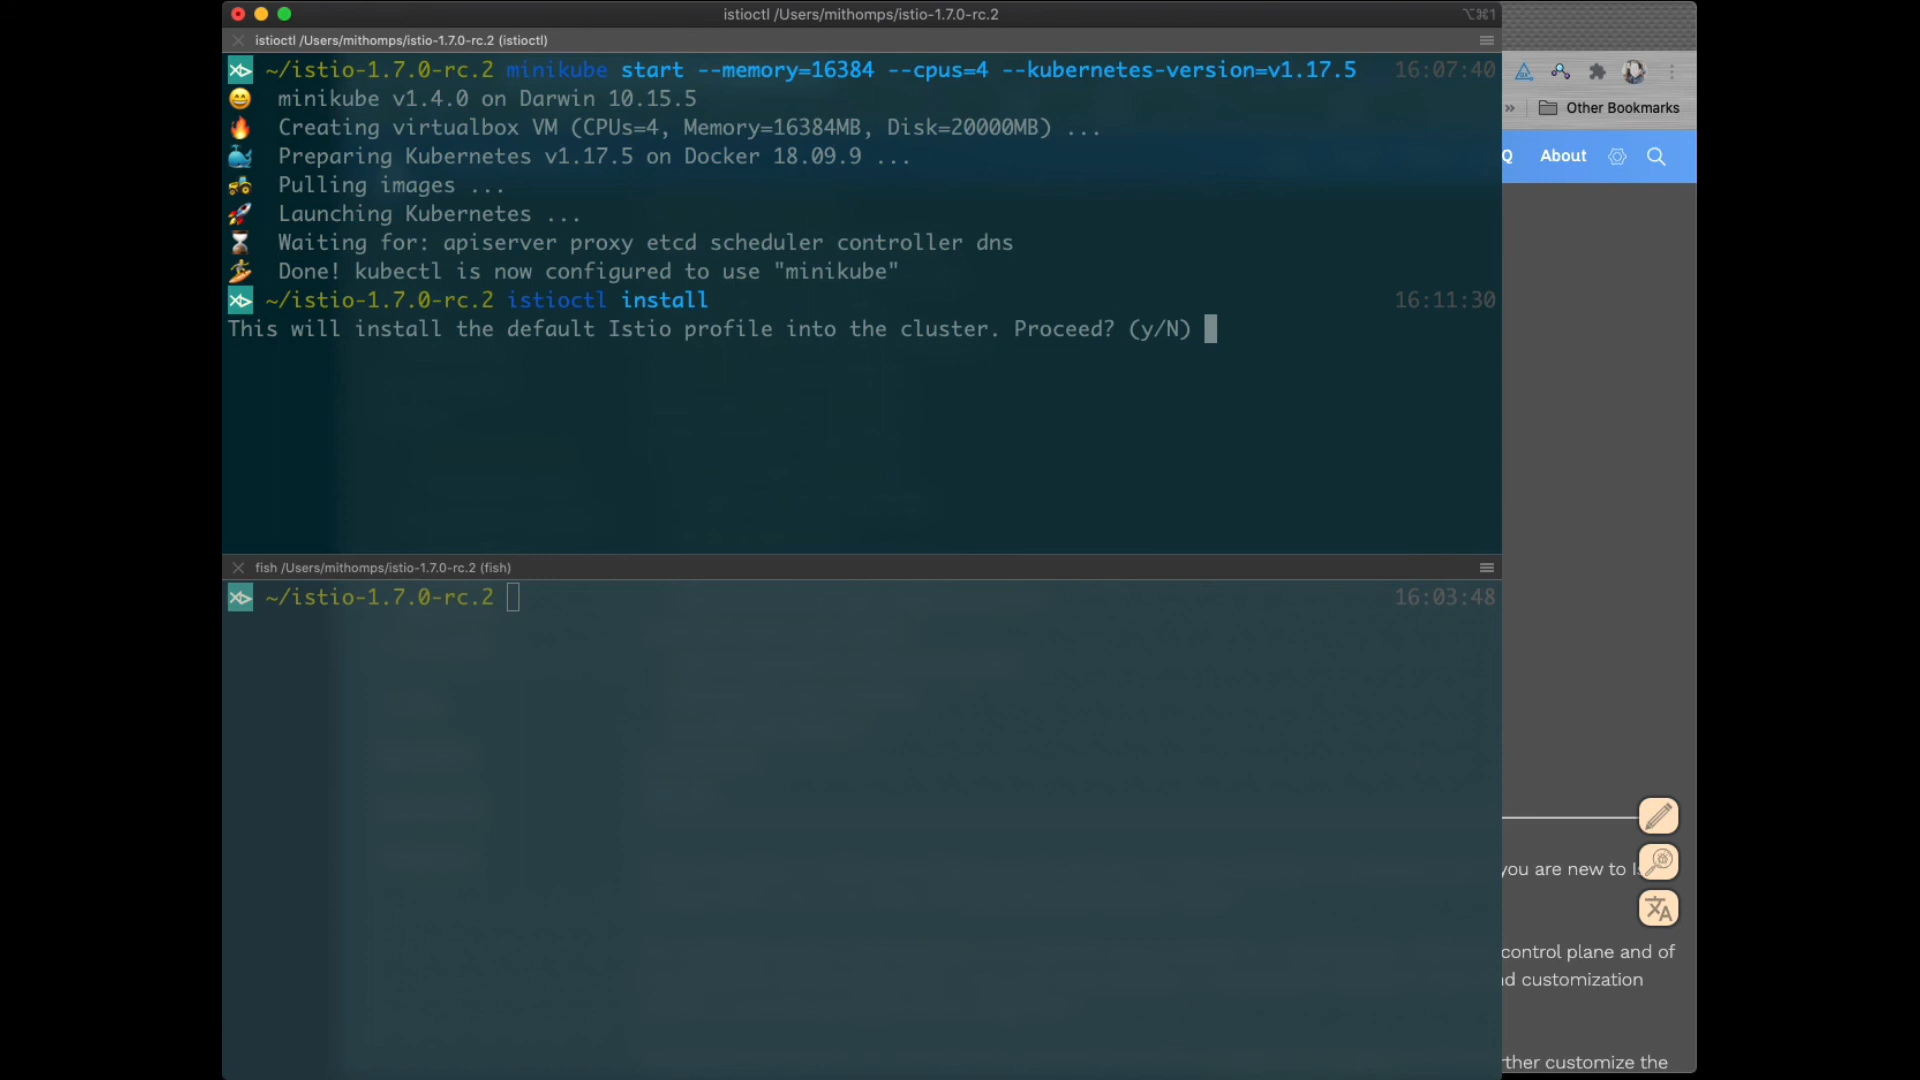 istioctl /Users/mithomps/istio-1.7.0-rc.2
⌥⌘1
istioctl /Users/mithomps/istio-1.7.0-rc.2 (istioctl)
~/istio-1.7.0-rc.2 minikube start --memory=16384 --cpus=4 --kubernetes-version=v1.17.5 16:07:40
minikube v1.4.0 on Darwin 10.15.5
Creating virtualbox VM (CPUs=4, Memory=16384MB, Disk=20000MB) ...
Preparing Kubernetes v1.17.5 on Docker 18.09.9 ...
Pulling images ...
Launching Kubernetes ...
Waiting for: apiserver proxy etcd scheduler controller dns
Done! kubectl is now configured to use "minikube"
~/istio-1.7.0-rc.2 istioctl install 16:11:30
This will install the default Istio profile into the cluster. Proceed? (y/N)
fish /Users/mithomps/istio-1.7.0-rc.2 (fish)
~/istio-1.7.0-rc.2 16:03:48
» Other Bookmarks
Q About
you are new to Is
control plane and of
nd customization
rther customize the